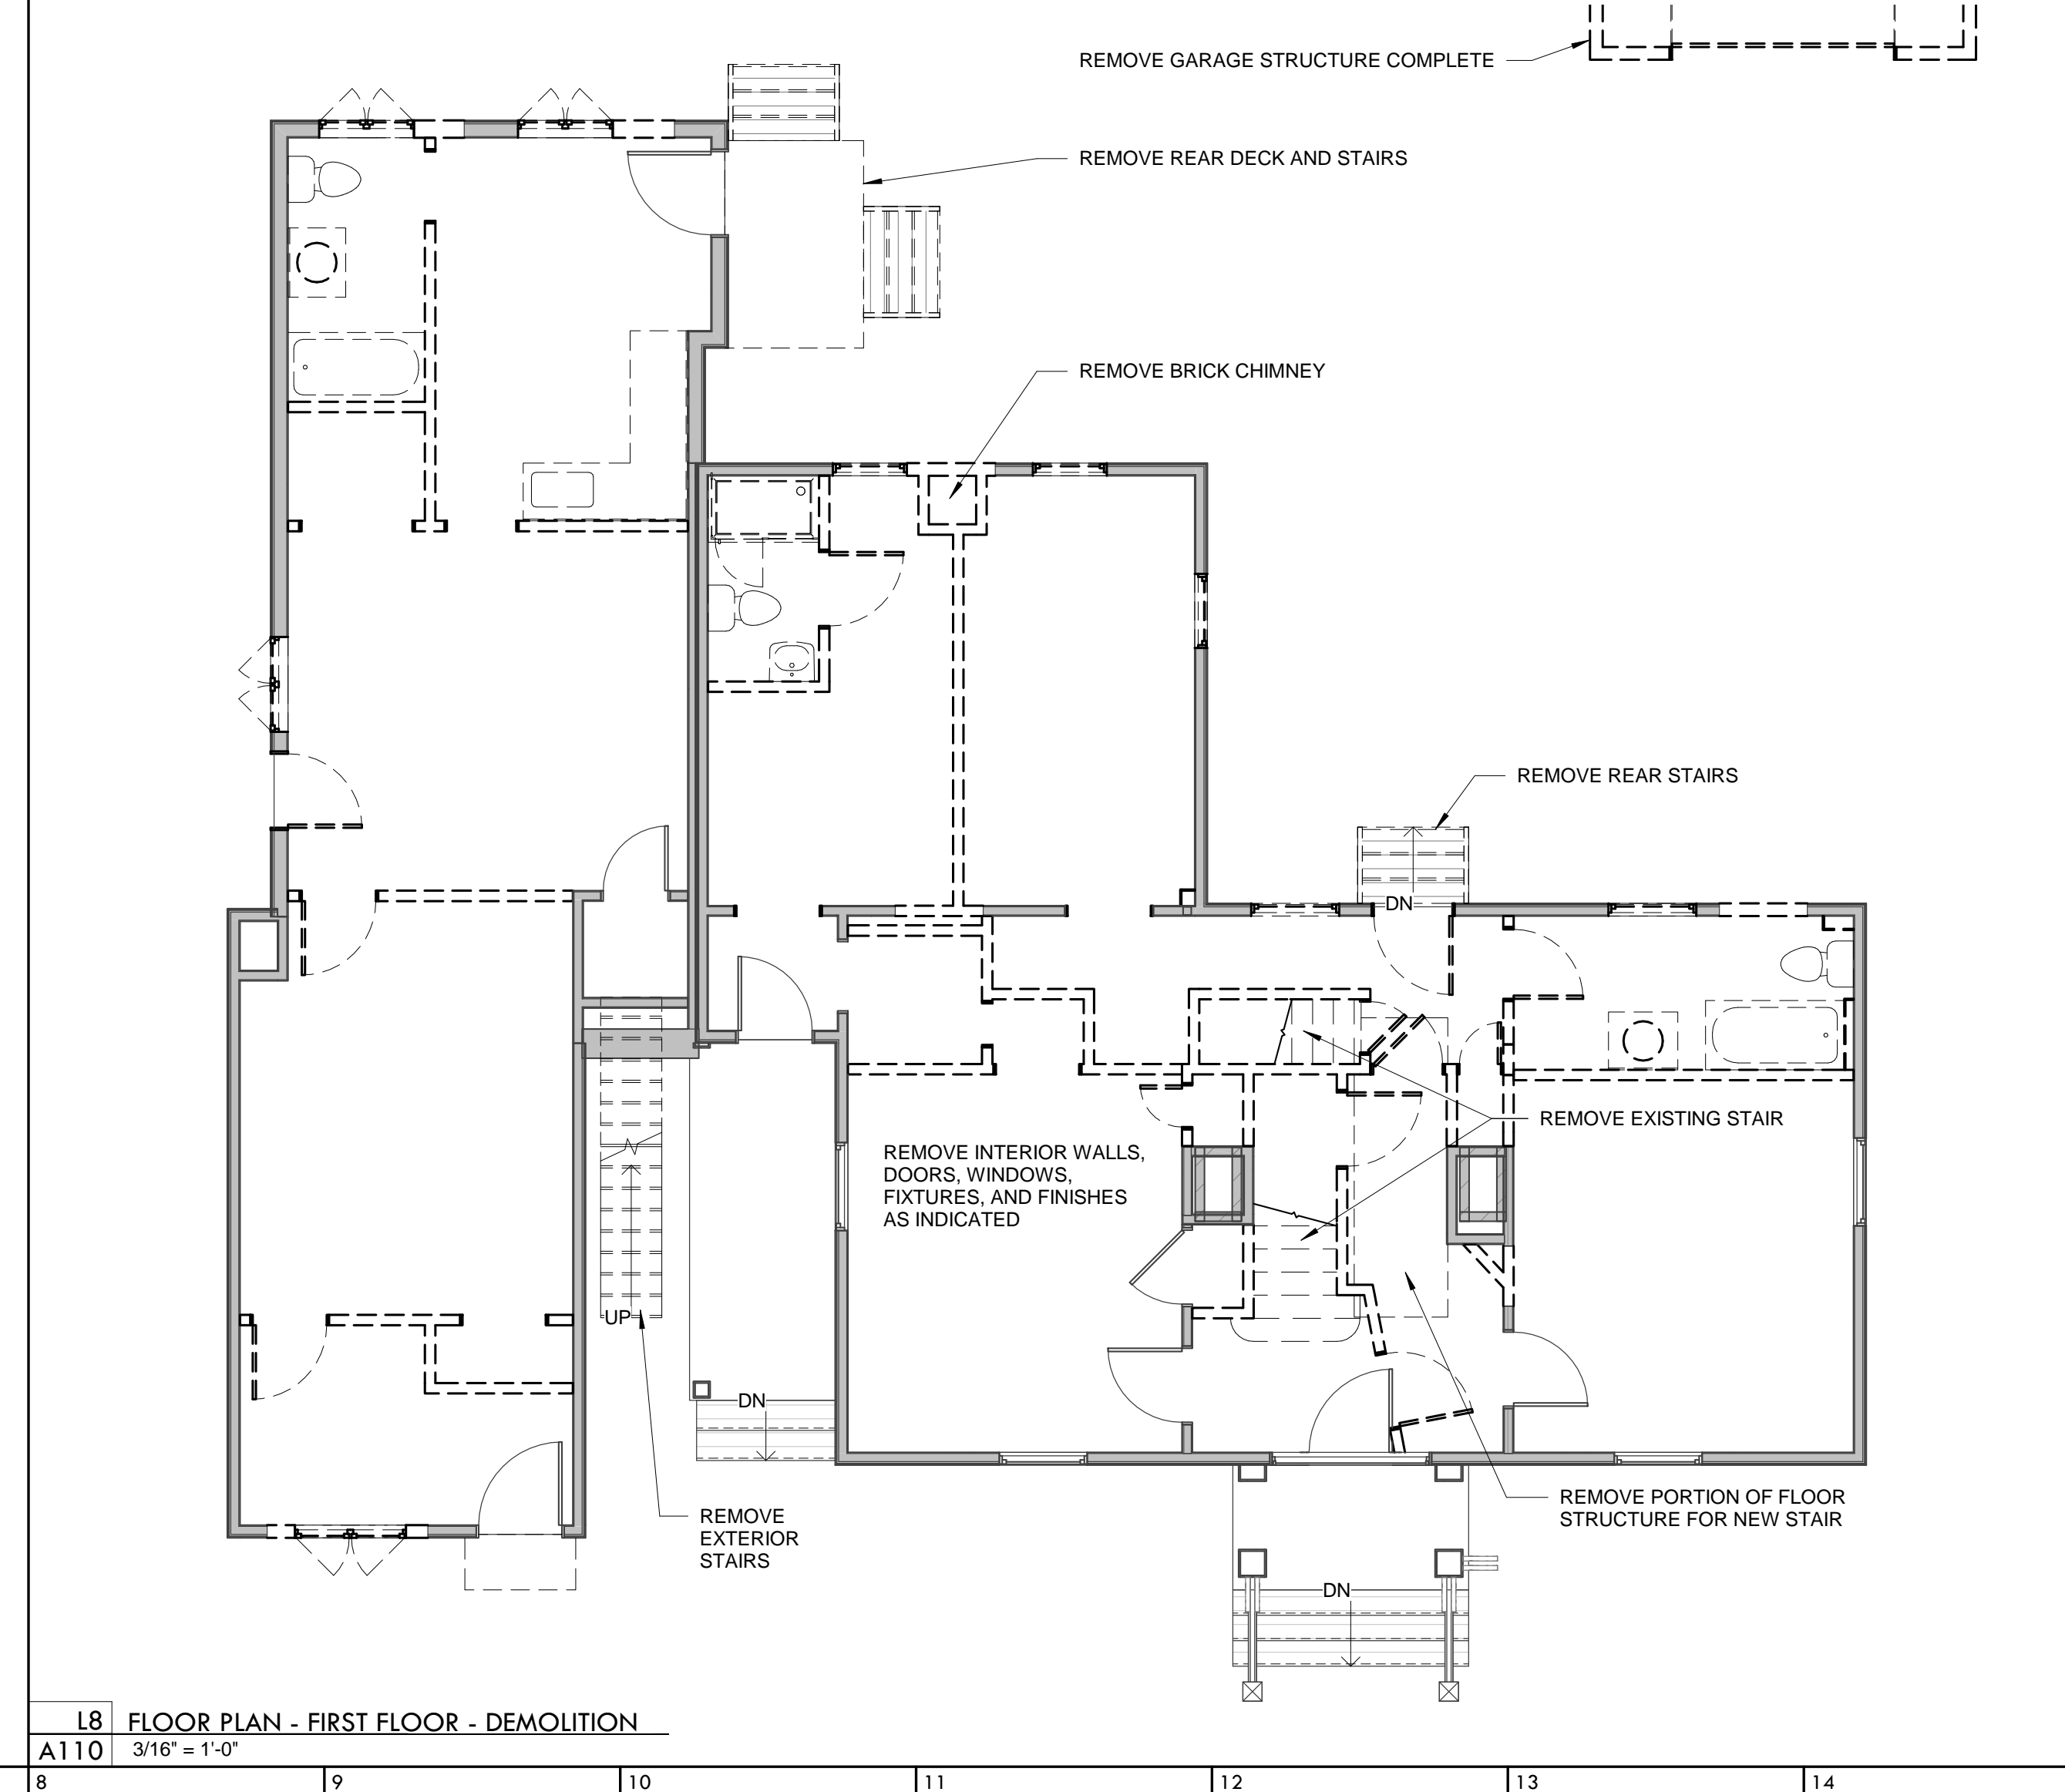 REMOVE GARAGE STRUCTURE COMPLETE
REMOVE REAR DECK AND STAIRS
REMOVE BRICK CHIMNEY
REMOVE REAR STAIRS
DN
REMOVE EXISTING STAIR
REMOVE INTERIOR WALLS,
DOORS, WINDOWS,
FIXTURES, AND FINISHES
AS INDICATED
UP
DN
REMOVE PORTION OF FLOOR
STRUCTURE FOR NEW STAIR
REMOVE
EXTERIOR
STAIRS
DN
L8 FLOOR PLAN - FIRST FLOOR - DEMOLITION
A110 3/16" = 1'-0"
8 9 10 11 12 13 14